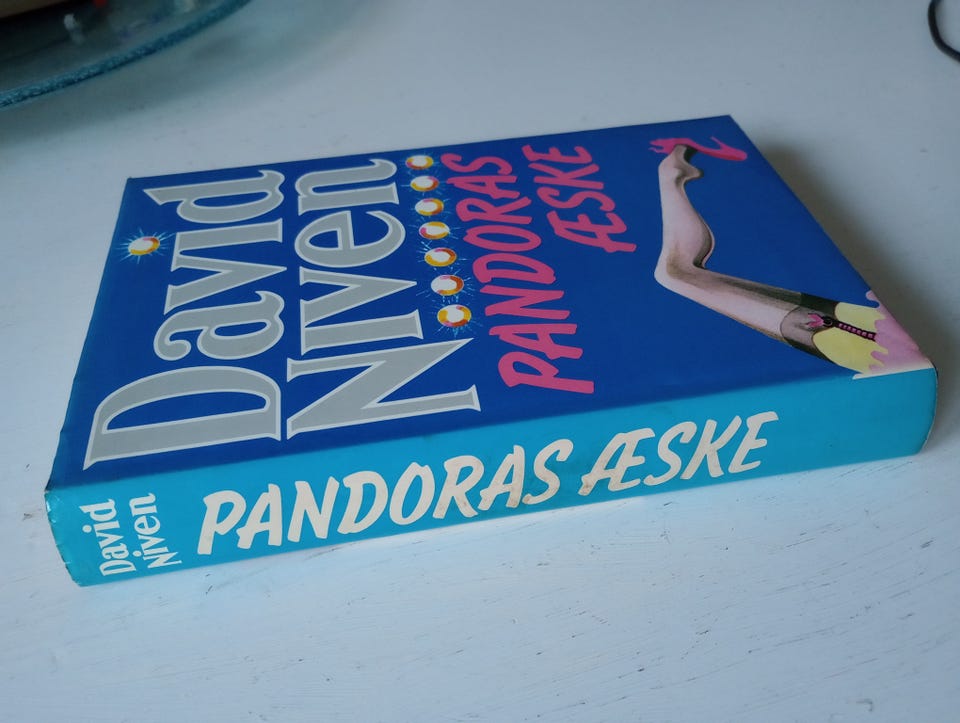 David
Niven
PANDORAS
ÆSKE
David
Niven
PANDORAS ÆSKE